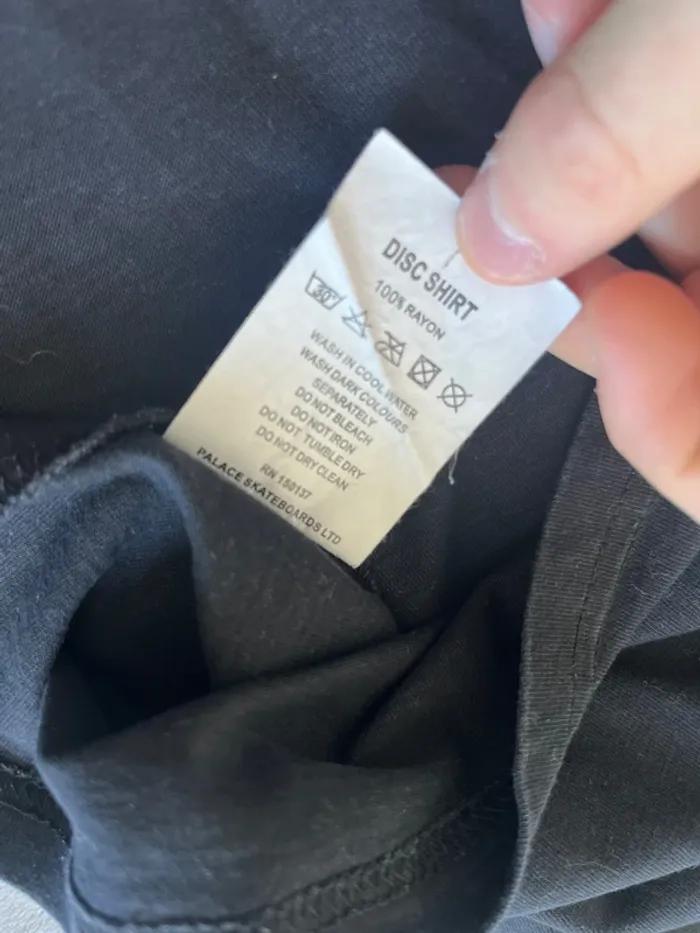 DISC SHIRT
100% RAYON
30°
WASH IN COOL WATER
WASH DARK COLOURS
SEPARATELY
DO NOT BLEACH
DO NOT IRON
DO NOT TUMBLE DRY
DO NOT DRY CLEAN
RN 150137
PALACE SKATEBOARDS LTD